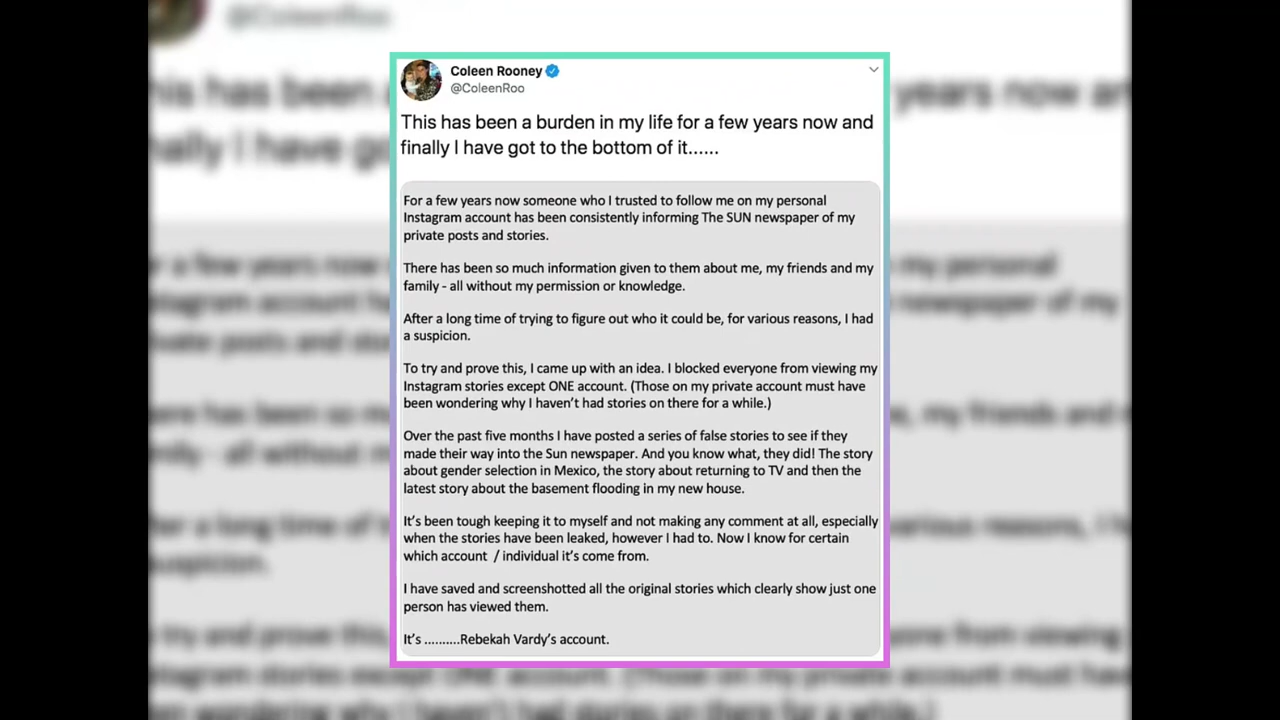 Coleen Rooney
@ColeenRoo
This has been a burden in my life for a few years now and
finally I have got to the bottom of it......
For a few years now someone who I trusted to follow me on my personal
Instagram account has been consistently informing The SUN newspaper of my
private posts and stories.
There has been so much information given to them about me, my friends and my
family - all without my permission or knowledge.
After a long time of trying to figure out who it could be, for various reasons, I had
a suspicion.
To try and prove this, I came up with an idea. I blocked everyone from viewing my
Instagram stories except ONE account. (Those on my private account must have
been wondering why I haven't had stories on there for a while.)
Over the past five months I have posted a series of false stories to see if they
made their way into the Sun newspaper. And you know what, they did! The story
about gender selection in Mexico, the story about returning to TV and then the
latest story about the basement flooding in my new house.
It's been tough keeping it to myself and not making any comment at all, especially
when the stories have been leaked, however I had to. Now I know for certain
which account / individual it's come from.
I have saved and screenshotted all the original stories which clearly show just one
person has viewed them.
It's ..........Rebekah Vardy's account.